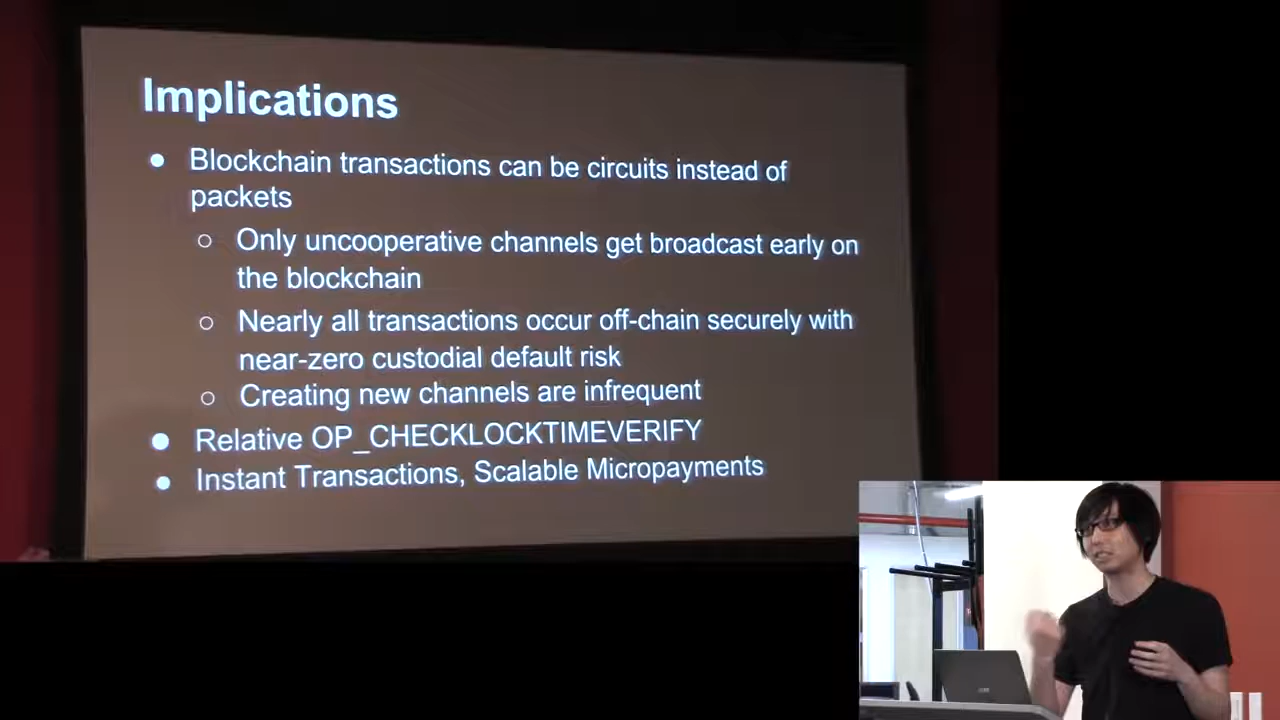 Implications
● Blockchain transactions can be circuits instead of
packets
○ Only uncooperative channels get broadcast early on
the blockchain
○ Nearly all transactions occur off-chain securely with
near-zero custodial default risk
○ Creating new channels are infrequent
● Relative OP_CHECKLOCKTIMEVERIFY
● Instant Transactions, Scalable Micropayments